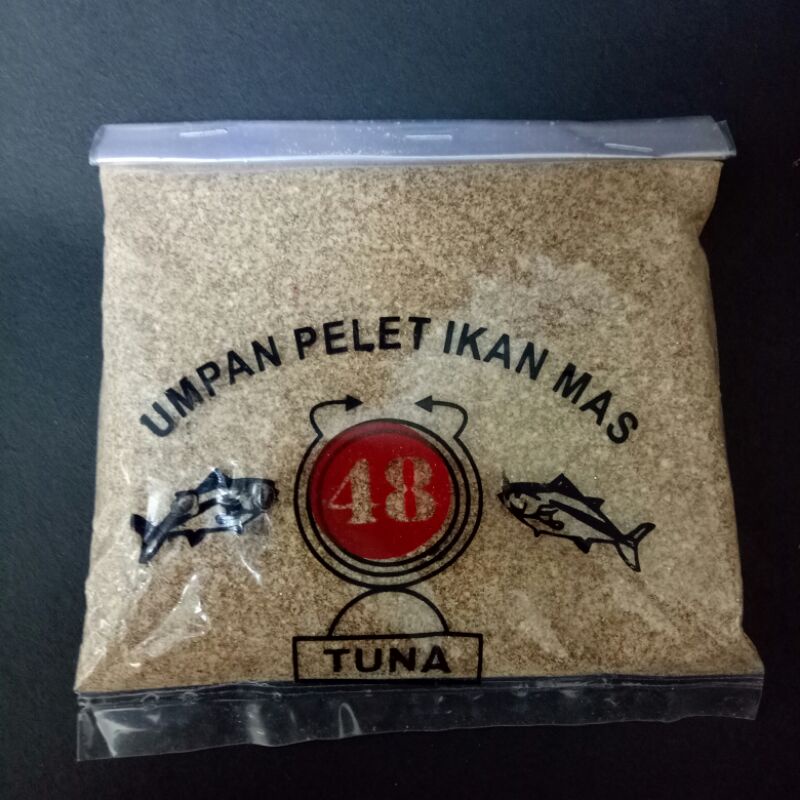 UMPAN PELET IKAN MAS
48
TUNA